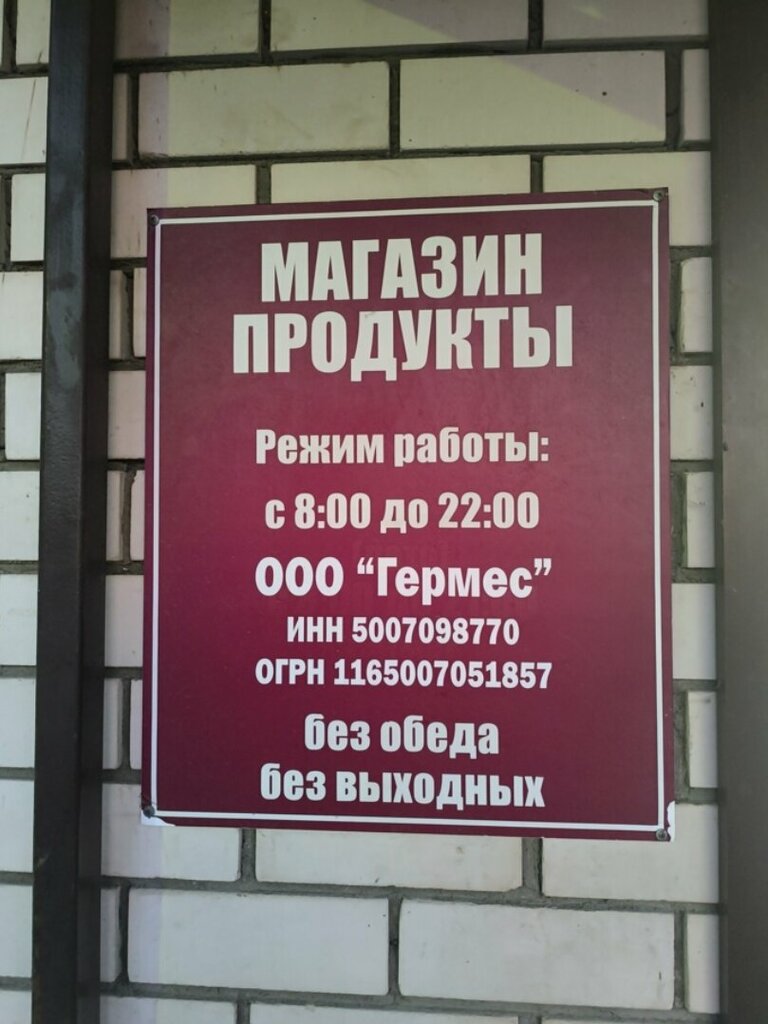 МАГАЗИН
ПРОДУКТЫ
Режим работы:
с 8:00 до 22:00
ООО “Гермес”
ИНН 5007098770
ОГРН 1165007051857
без обеда
без выходных